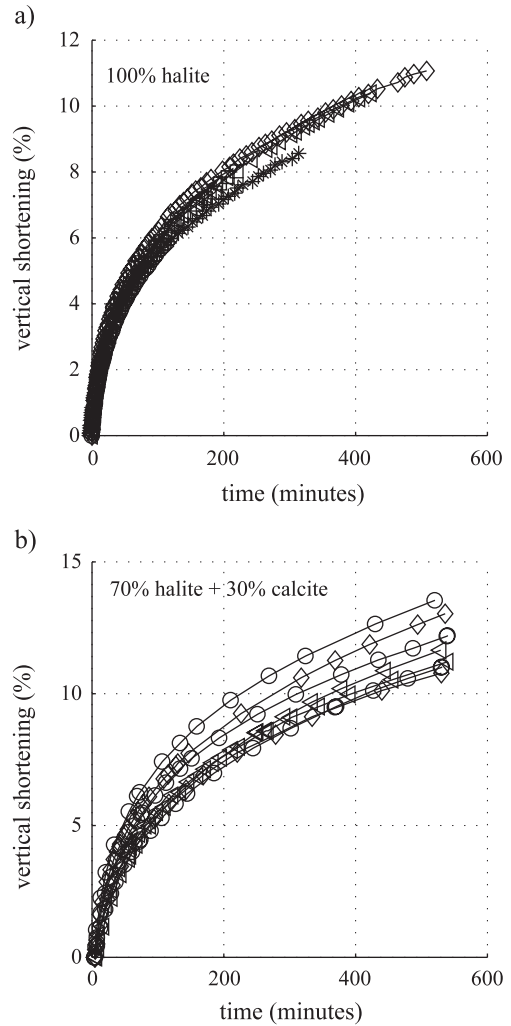 a)
12
100% halite
10
8
6
4
2
0
vertical shortening (%)
0 200 400 600
time (minutes)
b)
15
70% halite + 30% calcite
10
5
0
vertical shortening (%)
0 200 400 600
time (minutes)